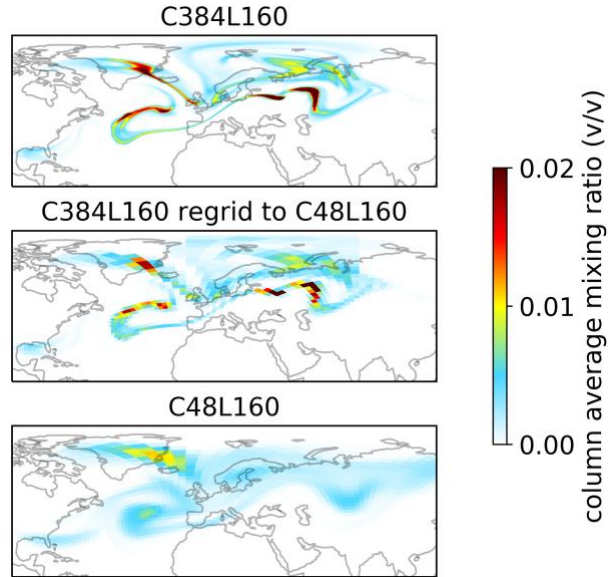 C384L160
C384L160 regrid to C48L160
C48L160
0.02
0.01
0.00
column average mixing ratio (v/v)